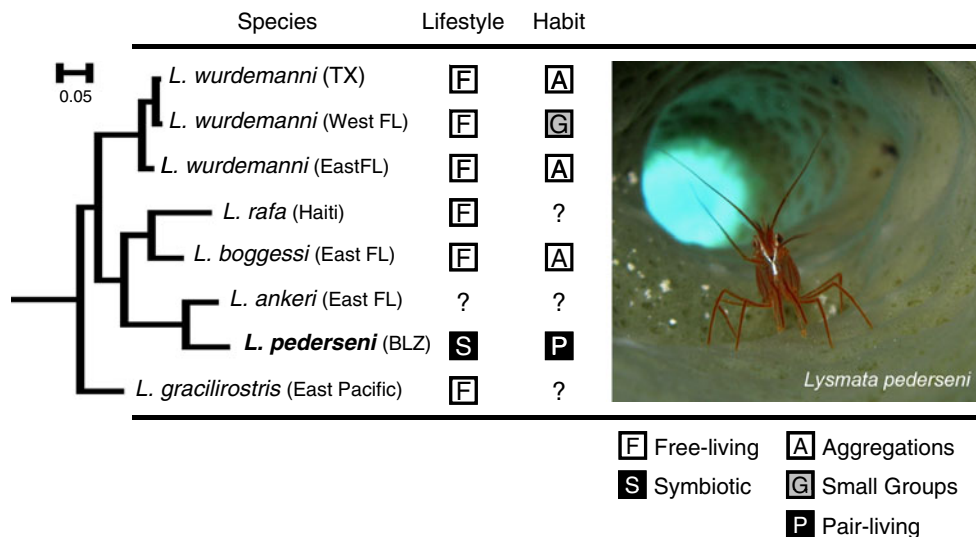 Species Lifestyle Habit
0.05
L. wurdemanni (TX) F A
L. wurdemanni (West FL) F G
L. wurdemanni (EastFL) F A
L. rafa (Haiti) F ?
L. boggessi (East FL) F A
L. ankeri (East FL) ? ?
L. pederseni (BLZ) S P
L. gracilirostris (East Pacific) F ?
Lysmata pederseni
F Free-living A Aggregations
S Symbiotic G Small Groups
P Pair-living